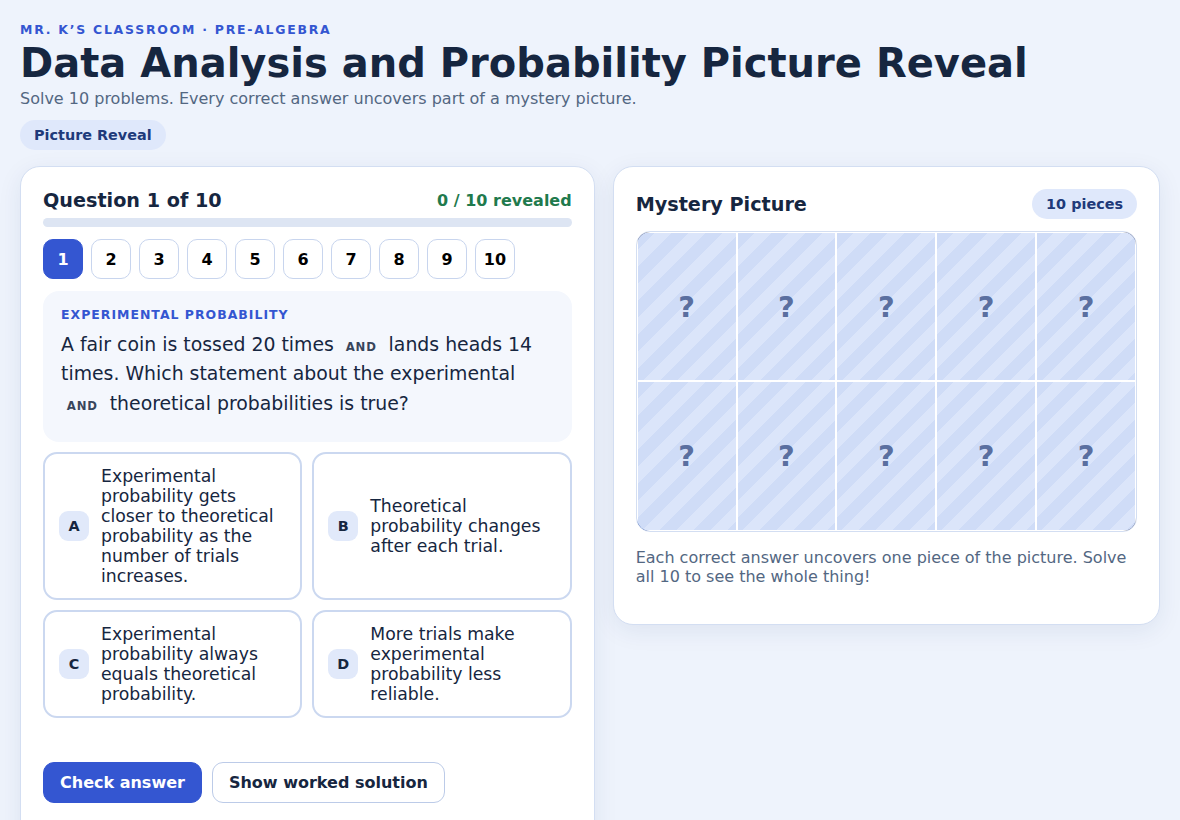 MR. K’S CLASSROOM · PRE-ALGEBRA
Data Analysis and Probability Picture Reveal
Solve 10 problems. Every correct answer uncovers part of a mystery picture.
Picture Reveal
Question 1 of 10
0 / 10 revealed
1 2 3 4 5 6 7 8 9 10
EXPERIMENTAL PROBABILITY
A fair coin is tossed 20 times AND lands heads 14
times. Which statement about the experimental
AND theoretical probabilities is true?
A
Experimental
probability gets
closer to theoretical
probability as the
number of trials
increases.
B
Theoretical
probability changes
after each trial.
C
Experimental
probability always
equals theoretical
probability.
D
More trials make
experimental
probability less
reliable.
Check answer
Show worked solution
Mystery Picture
10 pieces
? ? ? ? ?
? ? ? ? ?
Each correct answer uncovers one piece of the picture. Solve
all 10 to see the whole thing!